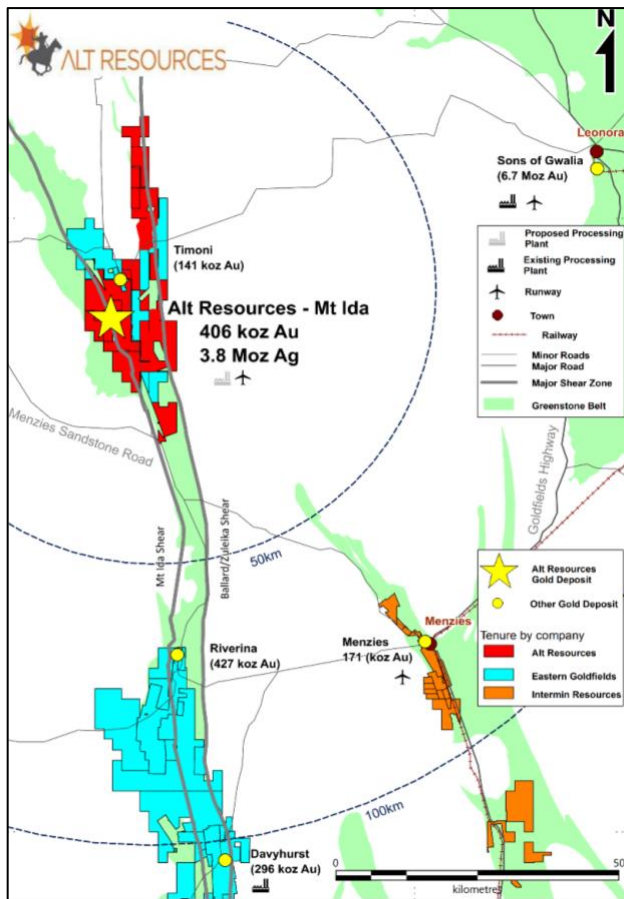 ALT RESOURCES
N
Leonora
Sons of Gwalia
(6.7 Moz Au)
Timoni
(141 koz Au)
Alt Resources - Mt Ida
406 koz Au
3.8 Moz Ag
Proposed Processing
Plant
Existing Processing
Plant
Runway
Town
Railway
Minor Roads
Major Road
Major Shear Zone
Greenstone Belt
Menzies Sandstone Road
Goldfields Highway
Mt Ida Shear
Ballard/Zuleika Shear
50km
Alt Resources
Gold Deposit
Other Gold Deposit
Tenure by company
Alt Resources
Eastern Goldfields
Intermin Resources
Riverina
(427 koz Au)
Menzies
Menzies
171 (koz Au)
100km
Davyhurst
(296 koz Au)
0
50
kilometre